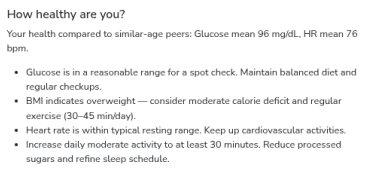 How healthy are you?
Your health compared to similar-age peers: Glucose mean 96 mg/dL, HR mean 76
bpm.
• Glucose is in a reasonable range for a spot check. Maintain balanced diet and
regular checkups.
• BMI indicates overweight — consider moderate calorie deficit and regular
exercise (30–45 min/day).
• Heart rate is within typical resting range. Keep up cardiovascular activities.
• Increase daily moderate activity to at least 30 minutes. Reduce processed
sugars and refine sleep schedule.